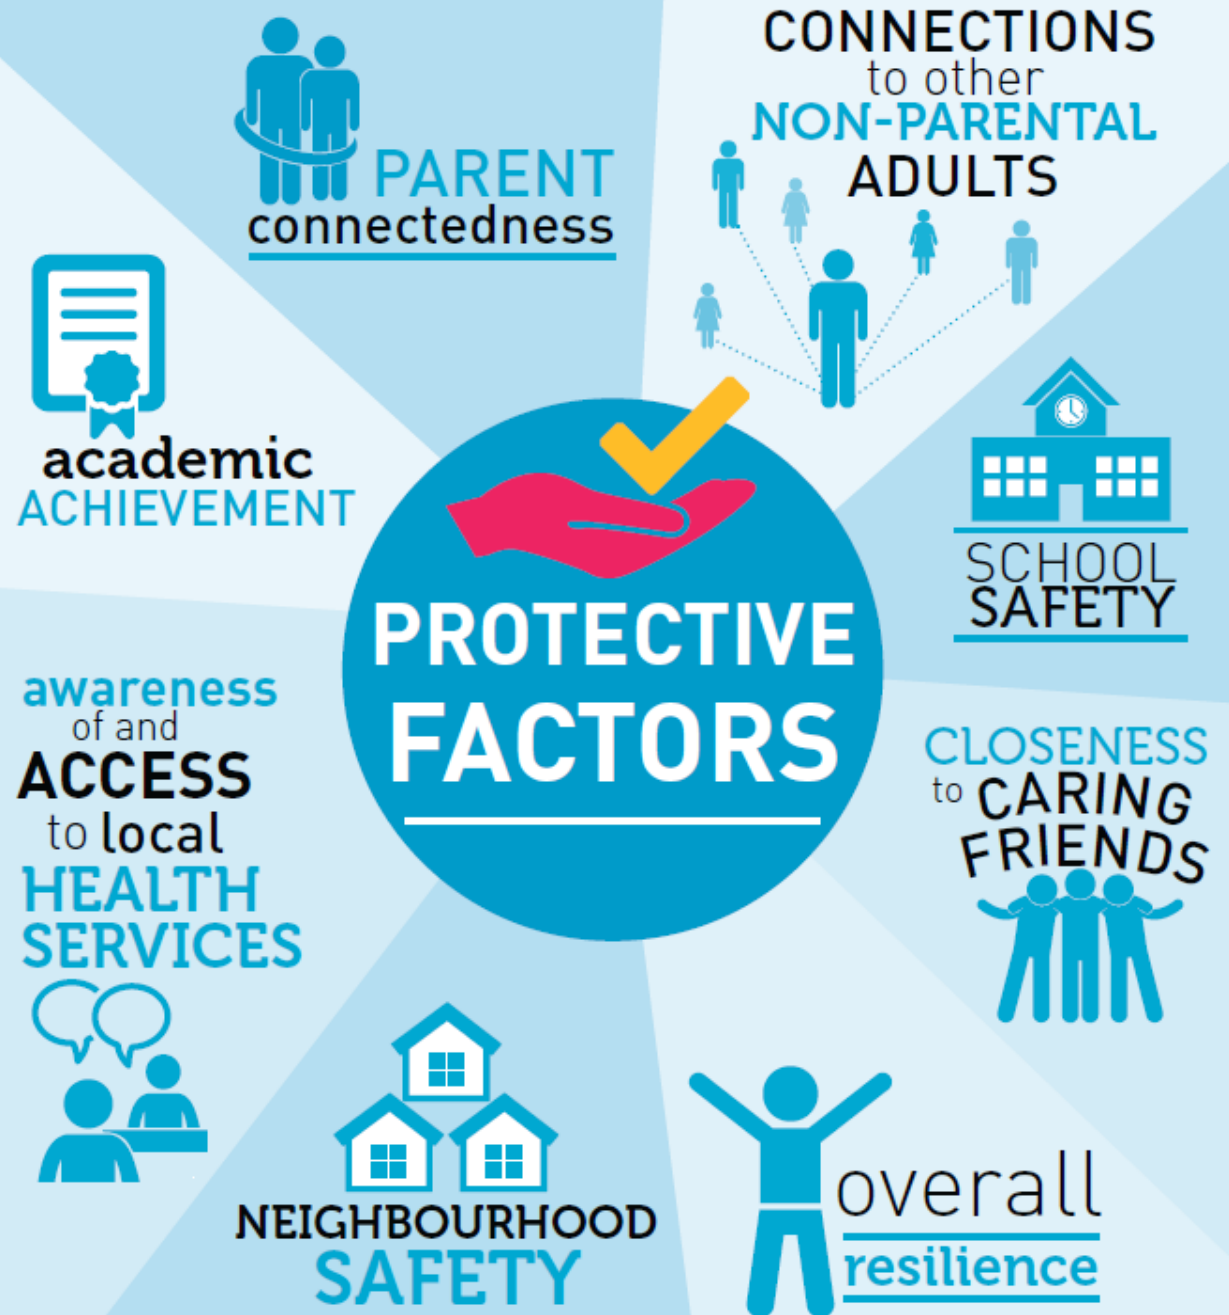 PARENT
connectedness
CONNECTIONS
to other
NON-PARENTAL
ADULTS
academic
ACHIEVEMENT
SCHOOL
SAFETY
PROTECTIVE
FACTORS
awareness
of and
ACCESS
to local
HEALTH
SERVICES
CLOSENESS
to CARING
FRIENDS
NEIGHBOURHOOD
SAFETY
overall
resilience